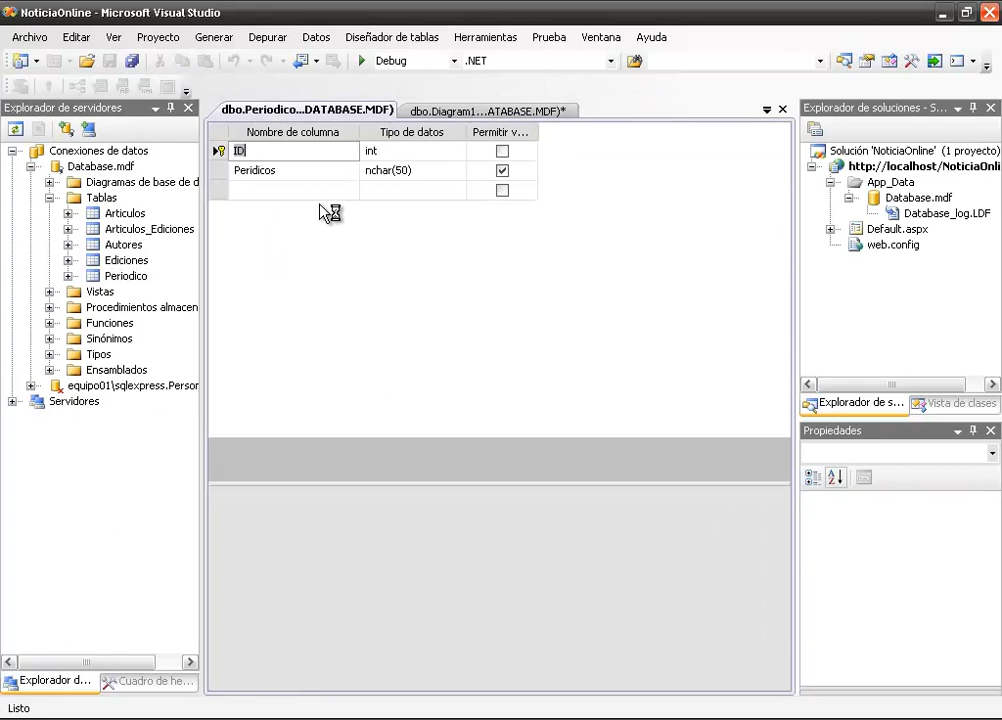 NoticiaOnline - Microsoft Visual Studio
Archivo Editar Ver Proyecto Generar Depurar Datos Diseñador de tablas Herramientas Prueba Ventana Ayuda
Debug .NET
Explorador de servidores
Conexiones de datos
Database.mdf
Diagramas de base de d
Tablas
Articulos
Articulos_Ediciones
Autores
Ediciones
Periodico
Vistas
Procedimientos almacen
Funciones
Sinónimos
Tipos
Ensamblados
equipo01\sqlexpress.Person
Servidores
Explorador d... Cuadro de he...
dbo.Periodico...DATABASE.MDF) dbo.Diagram1...ATABASE.MDF)*
Nombre de columna Tipo de datos Permitir v...
ID int
Peridicos nchar(50)
Explorador de soluciones - S...
Solución 'NoticiaOnline' (1 proyecto)
http://localhost/NoticiaOnli
App_Data
Database.mdf
Database_log.LDF
Default.aspx
web.config
Explorador de s... Vista de clases
Propiedades
Listo